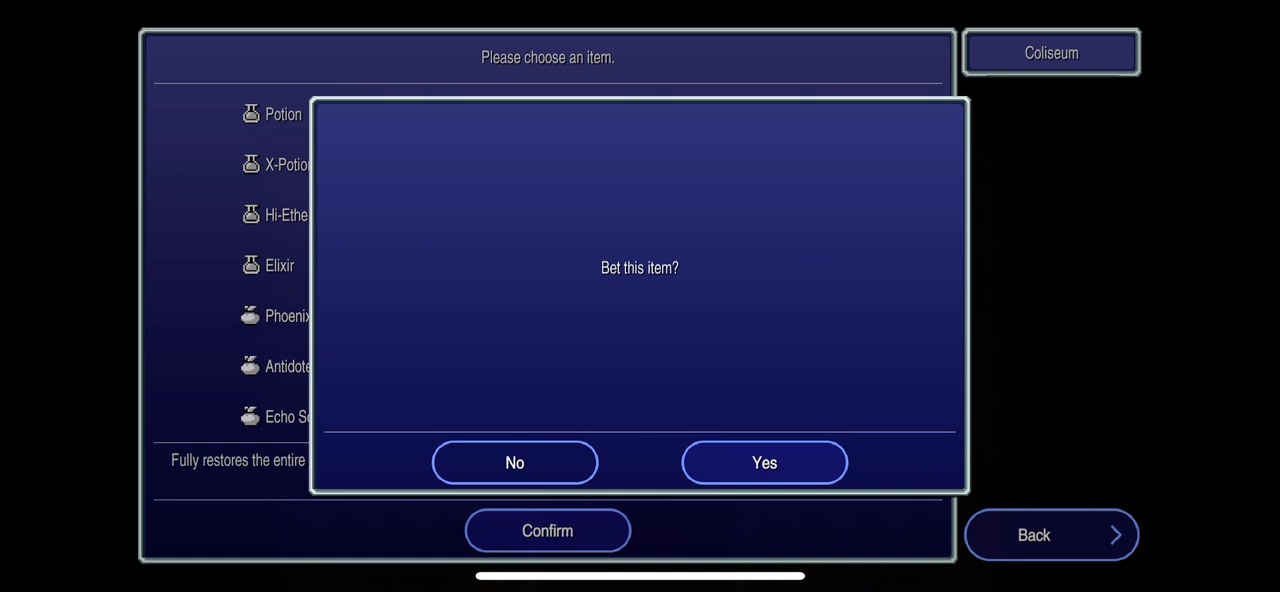 Please choose an item.
Coliseum
Potion
X-Potio
Hi-Ethe
Elixir
Phoenix
Antidote
Echo S
Fully restores the entire
Bet this item?
No
Yes
Confirm
Back